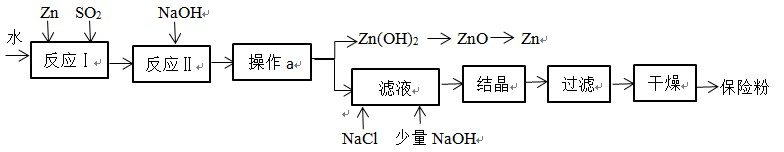 Zn SO₂ NaOH
水 反应Ⅰ 反应Ⅱ 操作 a Zn(OH)₂ ZnO Zn
滤液 结晶 过滤 干燥 保险粉
NaCl 少量 NaOH